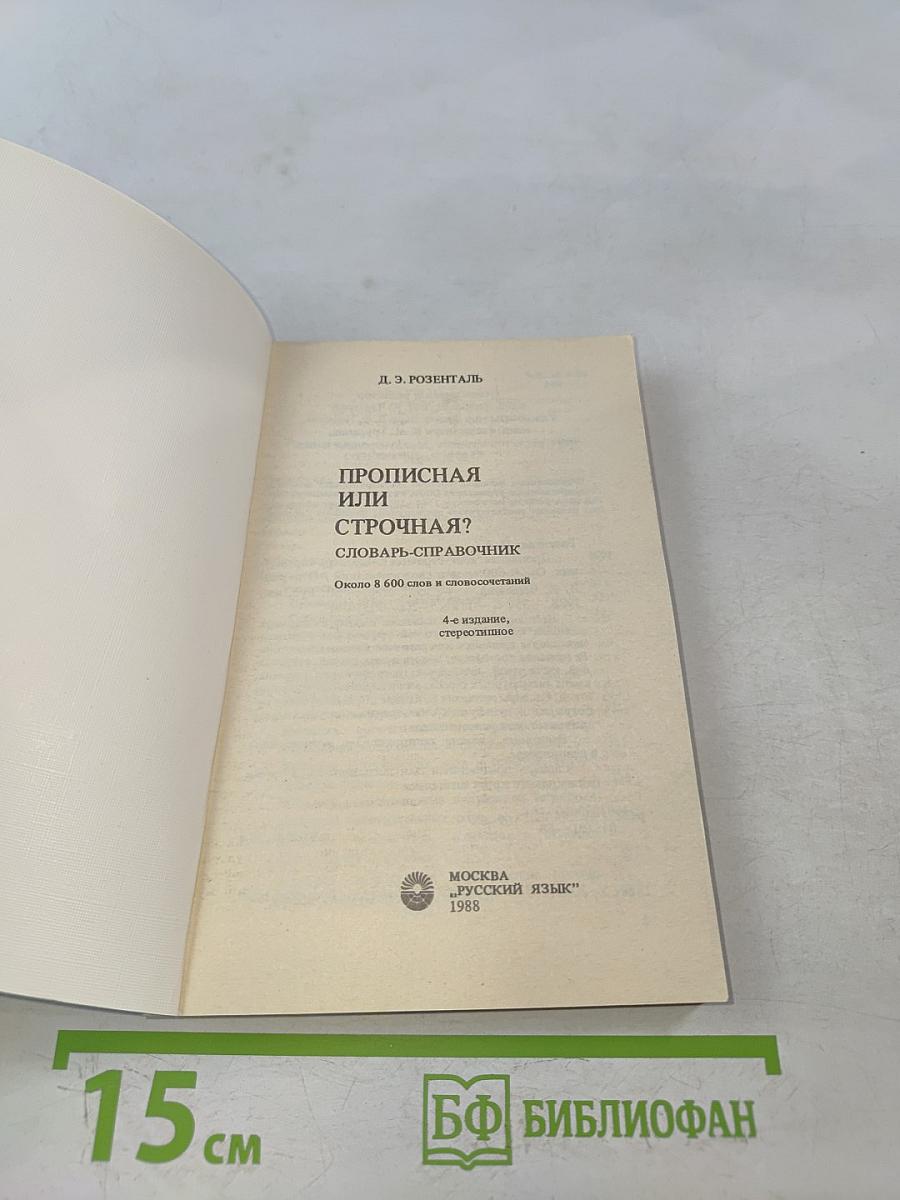 Д. Э. РОЗЕНТАЛЬ
ПРОПИСНАЯ
ИЛИ
СТРОЧНАЯ?
СЛОВАРЬ-СПРАВОЧНИК
Около 8 600 слов и словосочетаний
4-е издание,
стереотипное
МОСКВА
„РУССКИЙ ЯЗЫК”
1988
15 см
БФ БИБЛИОФАН